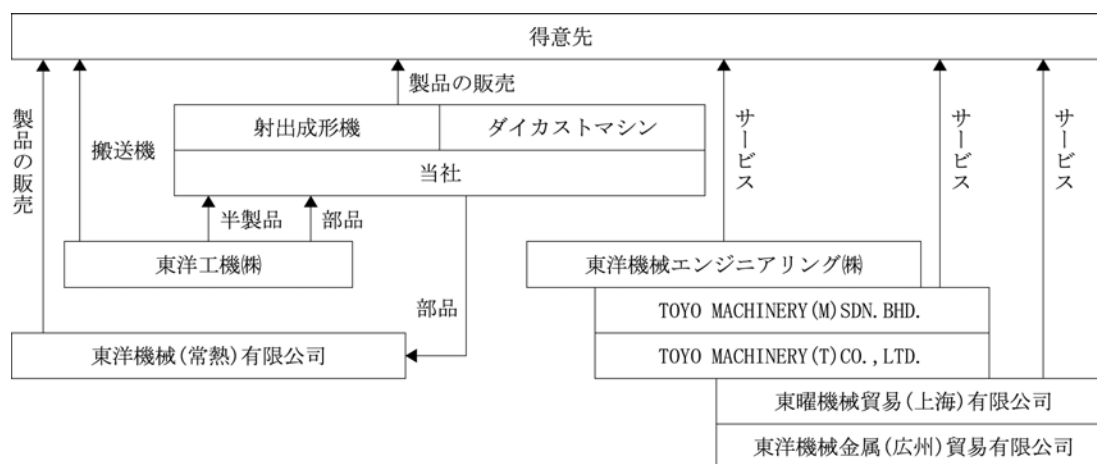 得意先
製品の販売
搬送機
製品の販売
射出成形機
ダイカストマシン
当社
半製品
部品
東洋工機㈱
部品
東洋機械(常熟)有限公司
サービス
サービス
サービス
東洋機械エンジニアリング㈱
TOYO MACHINERY(M)SDN.BHD.
TOYO MACHINERY(T)CO.,LTD.
東曜機械貿易(上海)有限公司
東洋機械金属(広州)貿易有限公司